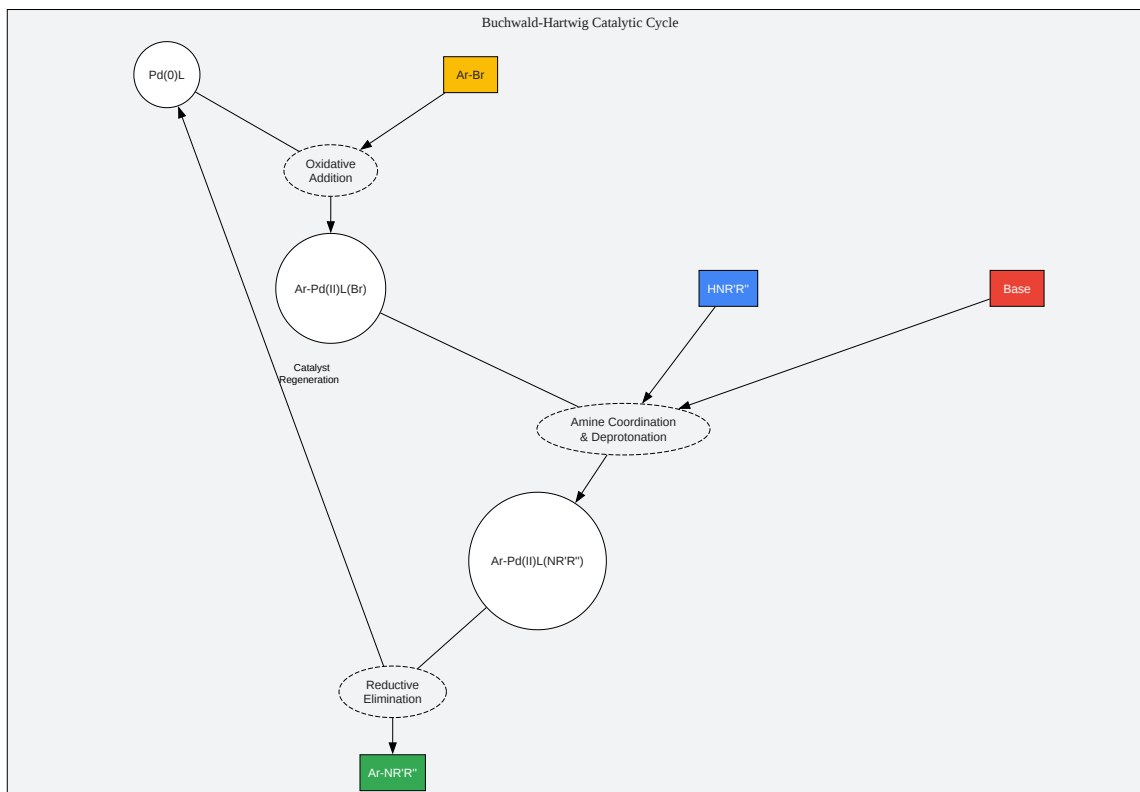 Buchwald-Hartwig Catalytic Cycle
Pd(0)L
Ar-Br
Oxidative
Addition
Ar-Pd(II)L(Br)
HNR'R"
Base
Catalyst
Regeneration
Amine Coordination
& Deprotonation
Ar-Pd(II)L(NR'R")
Reductive
Elimination
Ar-NR'R"